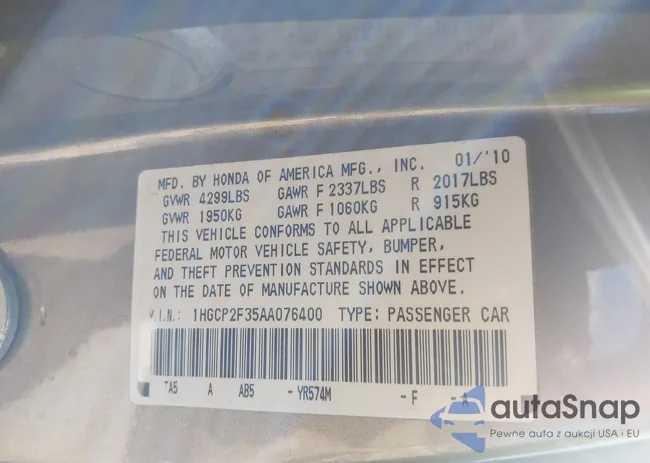 MFD. BY HONDA OF AMERICA MFG., INC. 01/'10
GVWR 4299LBS GAWR F 2337LBS R 2017LBS
GVWR 1950KG GAWR F 1060KG R 915KG
THIS VEHICLE CONFORMS TO ALL APPLICABLE
FEDERAL MOTOR VEHICLE SAFETY, BUMPER,
AND THEFT PREVENTION STANDARDS IN EFFECT
ON THE DATE OF MANUFACTURE SHOWN ABOVE.
V.I.N.: 1HGCP2F35AA076400 TYPE: PASSENGER CAR
TA5 A AB5 -YR574M -F -A
autaSnap
Pewne auta z aukcji USA i EU